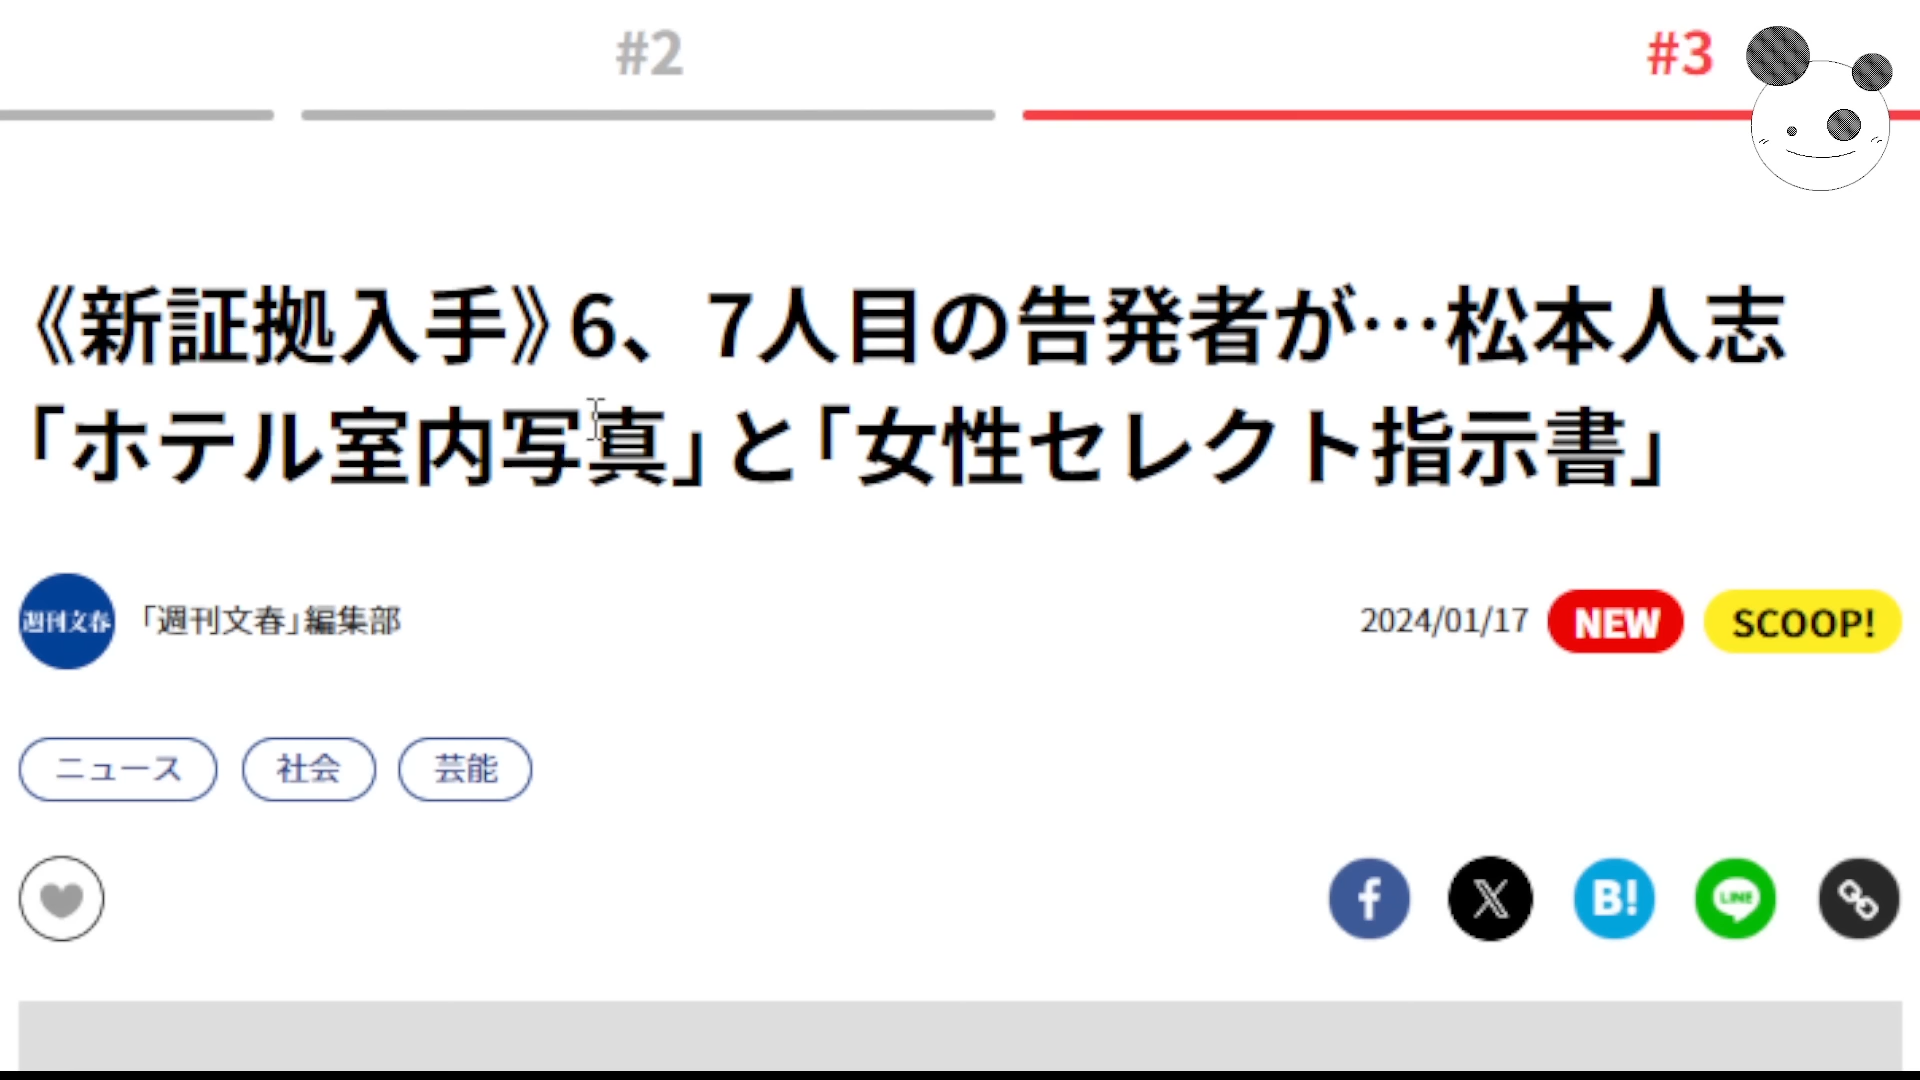 #2
#3
《新証拠入手》6、7人目の告発者が…松本人志
「ホテル室内写真」と「女性セレクト指示書」
週刊文春
「週刊文春」編集部
2024/01/17
NEW
SCOOP!
ニュース
社会
芸能
f
X
B!
LINE